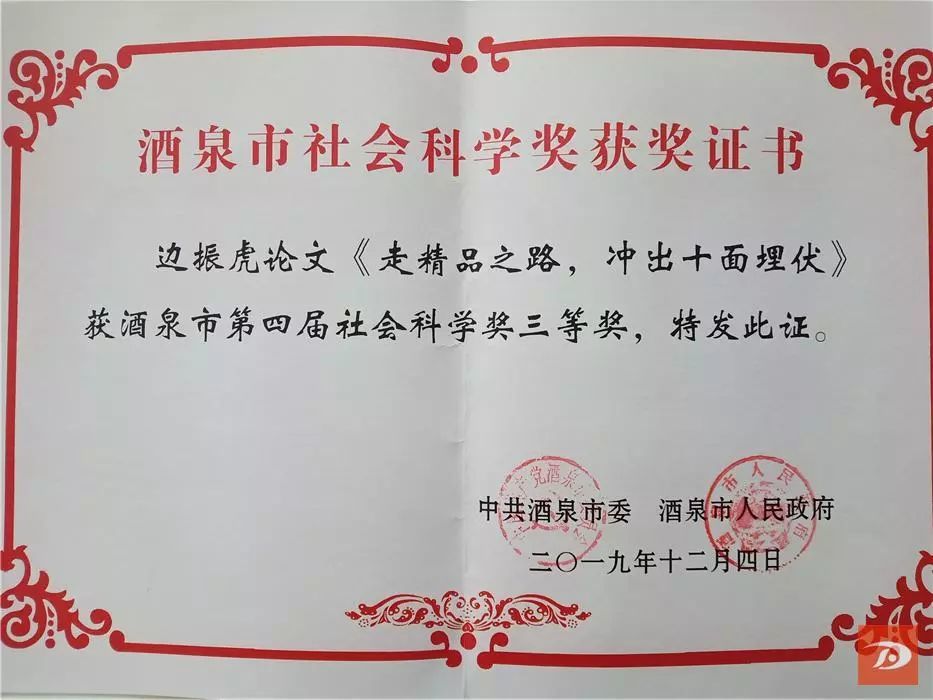 酒泉市社会科学奖获奖证书
边振虎论文《走精品之路，冲出十面埋伏》
获酒泉市第四届社会科学奖三等奖，特发此证。
中共酒泉市委 酒泉市人民政府
二〇一九年十二月四日